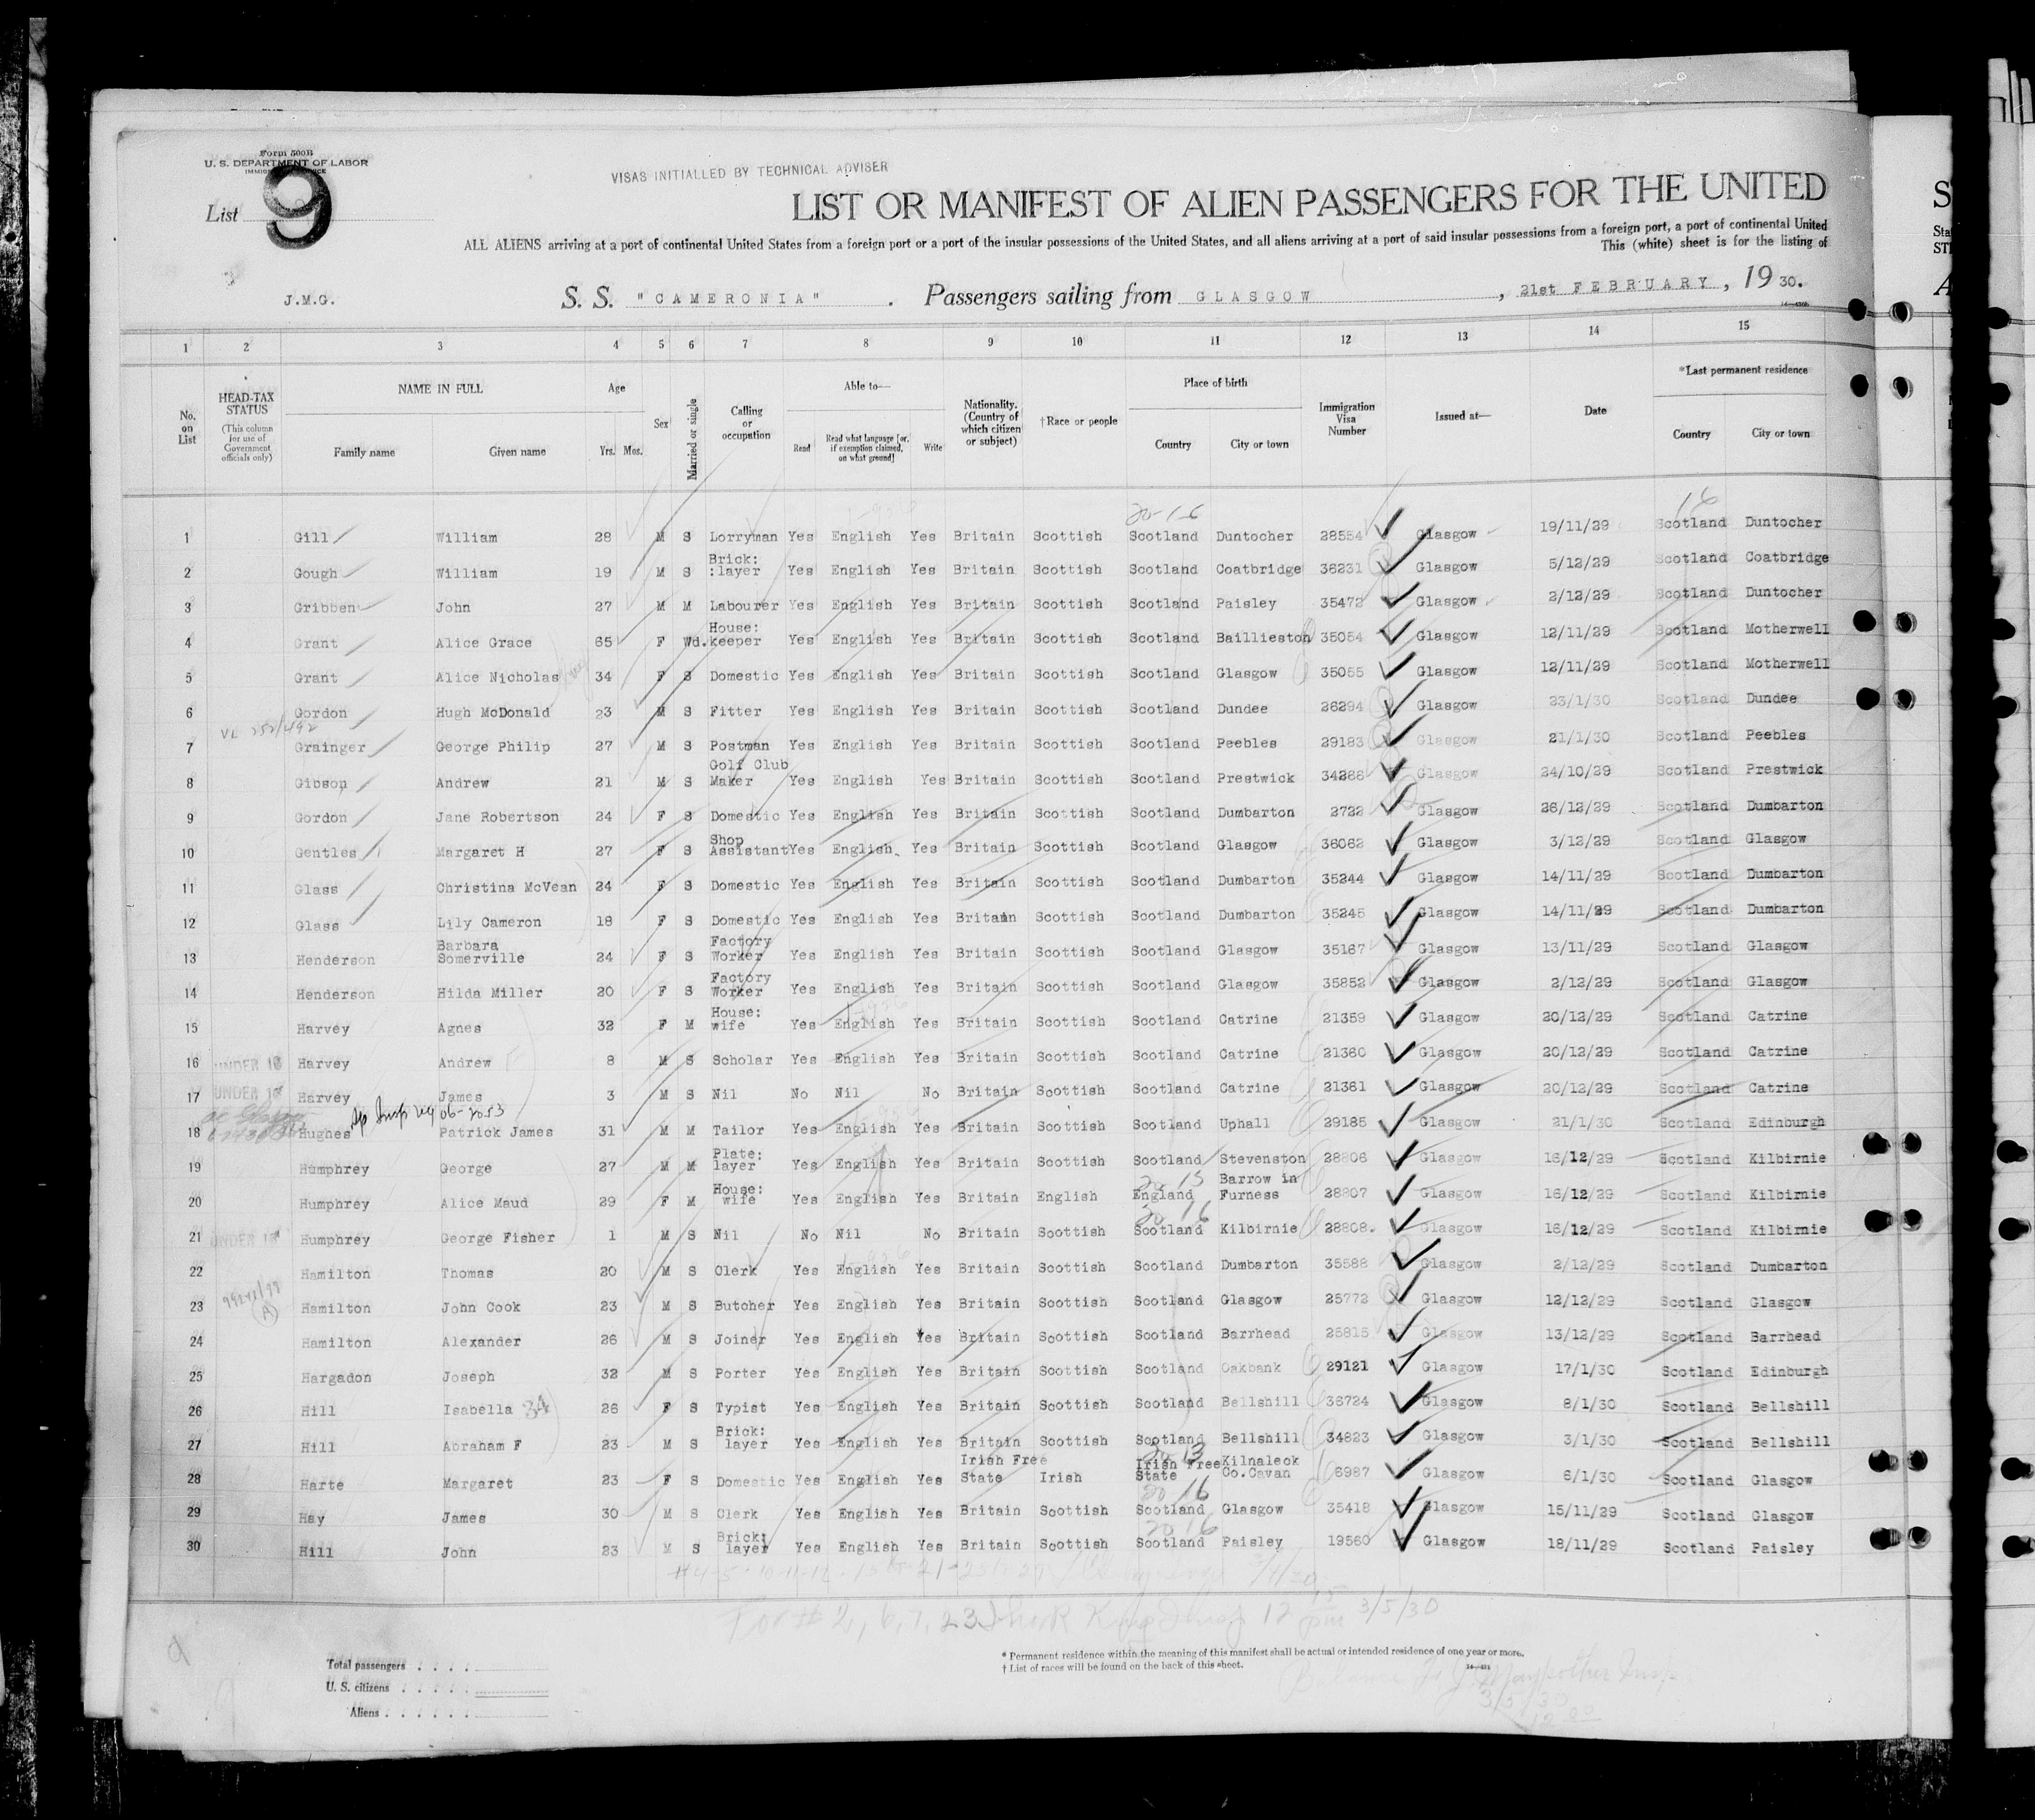 Form 500B
U. S. DEPARTMENT OF LABOR
List 9
VISAS INITIALLED BY TECHNICAL ADVISER
LIST OR MANIFEST OF ALIEN PASSENGERS FOR THE UNITED
ALL ALIENS arriving at a port of continental United States from a foreign port or a port of the insular possessions of the United States, and all aliens arriving at a port of said insular possessions from a foreign port, a port of continental United
This (white) sheet is for the listing of
J.M.G.
S. S. "CAMERONIA" . Passengers sailing from GLASGOW , 21st FEBRUARY , 19 30.
1 2 3 4 5 6 7 8 9 10 11 12 13 14 15
No. on List
HEAD-TAX STATUS (This column for use of Government officials only)
NAME IN FULL Family name Given name
Age Yrs. Mos.
Sex
Married or single
Calling or occupation
Able to— Read Read what language [or, if exemption claimed, on what ground] Write
Nationality. (Country of which citizen or subject)
†Race or people
Place of birth Country City or town
Immigration Visa Number
Issued at—
Date
*Last permanent residence Country City or town
20-16 16
1 Gill William 28 M S Lorryman Yes English Yes Britain Scottish Scotland Duntocher 28554 Glasgow 19/11/29 Scotland Duntocher
2 Gough William 19 M S Brick: :layer Yes English Yes Britain Scottish Scotland Coatbridge 36231 Glasgow 5/12/29 Scotland Coatbridge
3 Gribben John 27 M M Labourer Yes English Yes Britain Scottish Scotland Paisley 35472 Glasgow 2/12/29 Scotland Duntocher
4 Grant Alice Grace 65 F Wd. House: keeper Yes English Yes Britain Scottish Scotland Baillieston 35054 Glasgow 12/11/29 Scotland Motherwell
5 Grant Alice Nicholas 34 F S Domestic Yes English Yes Britain Scottish Scotland Glasgow 35055 Glasgow 12/11/29 Scotland Motherwell
6 Gordon Hugh McDonald 23 M S Fitter Yes English Yes Britain Scottish Scotland Dundee 26294 Glasgow 23/1/30 Scotland Dundee
7 Grainger George Philip 27 M S Postman Yes English Yes Britain Scottish Scotland Peebles 29183 Glasgow 21/1/30 Scotland Peebles
8 Gibson Andrew 21 M S Golf Club Maker Yes English Yes Britain Scottish Scotland Prestwick 34286 Glasgow 24/10/29 Scotland Prestwick
9 Gordon Jane Robertson 24 F S Domestic Yes English Yes Britain Scottish Scotland Dumbarton 2722 Glasgow 26/12/29 Scotland Dumbarton
10 Gentles Margaret H 27 F S Shop Assistant Yes English Yes Britain Scottish Scotland Glasgow 36062 Glasgow 3/12/29 Scotland Glasgow
11 Glass Christina McVean 24 F S Domestic Yes English Yes Britain Scottish Scotland Dumbarton 35244 Glasgow 14/11/29 Scotland Dumbarton
12 Glass Lily Cameron 18 F S Domestic Yes English Yes Britain Scottish Scotland Dumbarton 35245 Glasgow 14/11/29 Scotland Dumbarton
13 Henderson Barbara Somerville 24 F S Factory Worker Yes English Yes Britain Scottish Scotland Glasgow 35167 Glasgow 13/11/29 Scotland Glasgow
14 Henderson Hilda Miller 20 F S Factory Worker Yes English Yes Britain Scottish Scotland Glasgow 35852 Glasgow 2/12/29 Scotland Glasgow
15 Harvey Agnes 32 F M House: wife Yes English Yes Britain Scottish Scotland Catrine 21359 Glasgow 20/12/29 Scotland Catrine
16 UNDER 16 Harvey Andrew 8 M S Scholar Yes English Yes Britain Scottish Scotland Catrine 21360 Glasgow 20/12/29 Scotland Catrine
17 UNDER 16 Harvey James 3 M S Nil No Nil No Britain Scottish Scotland Catrine 21361 Glasgow 20/12/29 Scotland Catrine
18 Hughes Patrick James 31 M M Tailor Yes English Yes Britain Scottish Scotland Uphall 29185 Glasgow 21/1/30 Scotland Edinburgh
19 Humphrey George 27 M M Plate: layer Yes English Yes Britain Scottish Scotland Stevenston 28806 Glasgow 16/12/29 Scotland Kilbirnie
20 15
20 Humphrey Alice Maud 29 F M House: wife Yes English Yes Britain English England Barrow in Furness 28807 Glasgow 16/12/29 Scotland Kilbirnie
20 16
21 UNDER 16 Humphrey George Fisher 1 M S Nil No Nil No Britain Scottish Scotland Kilbirnie 28808. Glasgow 16/12/29 Scotland Kilbirnie
22 Hamilton Thomas 20 M S Clerk Yes English Yes Britain Scottish Scotland Dumbarton 35588 Glasgow 2/12/29 Scotland Dumbarton
23 Hamilton John Cook 23 M S Butcher Yes English Yes Britain Scottish Scotland Glasgow 25772 Glasgow 12/12/29 Scotland Glasgow
24 Hamilton Alexander 26 M S Joiner Yes English Yes Britain Scottish Scotland Barrhead 25815 Glasgow 13/12/29 Scotland Barrhead
25 Hargadon Joseph 32 M S Porter Yes English Yes Britain Scottish Scotland Oakbank 29121 Glasgow 17/1/30 Scotland Edinburgh
26 Hill Isabella 34 26 F S Typist Yes English Yes Britain Scottish Scotland Bellshill 36724 Glasgow 8/1/30 Scotland Bellshill
27 Hill Abraham F 23 M S Brick: layer Yes English Yes Britain Scottish Scotland Bellshill 34823 Glasgow 3/1/30 Scotland Bellshill
20 13
28 Harte Margaret 23 F S Domestic Yes English Yes Irish Free State Irish Irish Free State Kilnaleck Co.Cavan 6987 Glasgow 6/1/30 Scotland Glasgow
20 16
29 Hay James 30 M S Clerk Yes English Yes Britain Scottish Scotland Glasgow 35418 Glasgow 15/11/29 Scotland Glasgow
20 16
30 Hill John 23 M S Brick: layer Yes English Yes Britain Scottish Scotland Paisley 19560 Glasgow 18/11/29 Scotland Paisley
For # 2, 6, 7, 23 12 15 pm 3/5/30
* Permanent residence within the meaning of this manifest shall be actual or intended residence of one year or more.
† List of races will be found on the back of this sheet.
Total passengers
U. S. citizens
Aliens
3/5/30